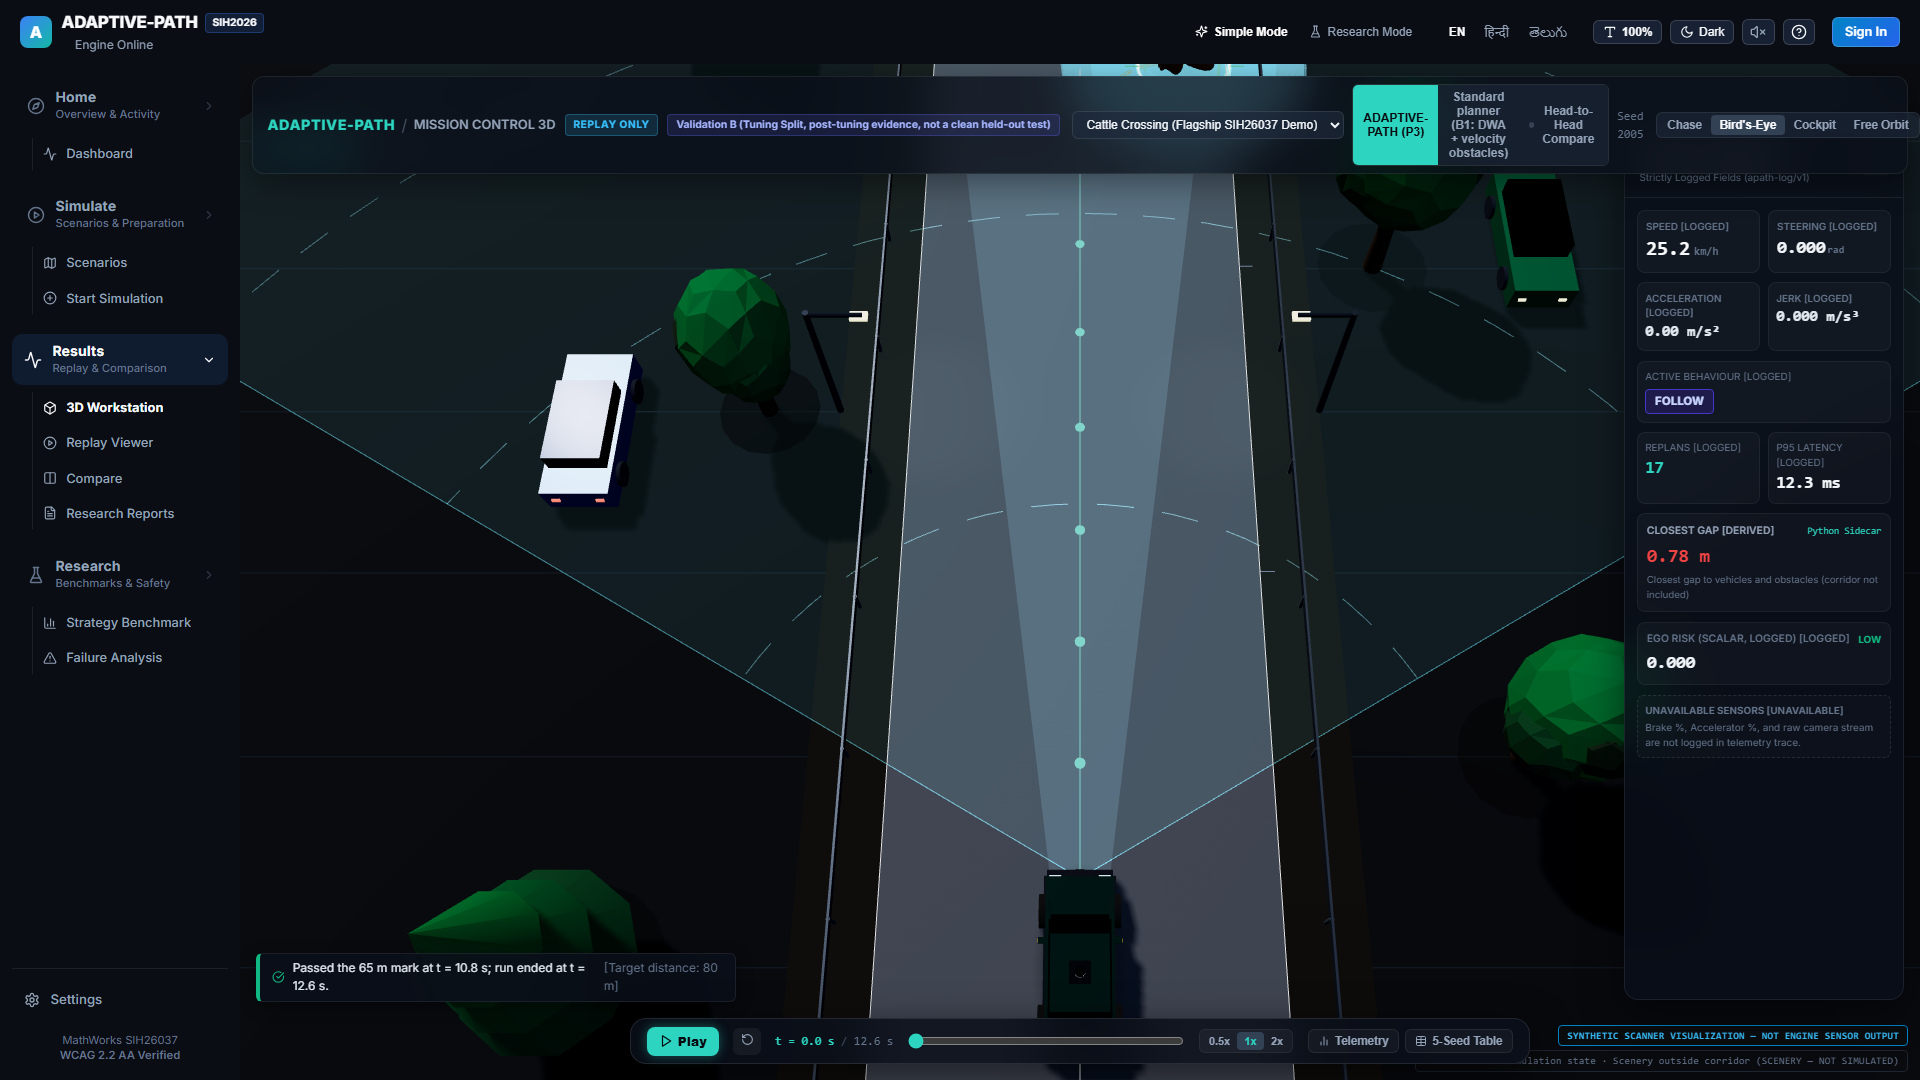 A
ADAPTIVE-PATH
SIH2026
Engine Online
Simple Mode
Research Mode
EN
हिन्दी
తెలుగు
100%
Dark
Sign In
Home
Overview & Activity
Dashboard
Simulate
Scenarios & Preparation
Scenarios
Start Simulation
Results
Replay & Comparison
3D Workstation
Replay Viewer
Compare
Research Reports
Research
Benchmarks & Safety
Strategy Benchmark
Failure Analysis
Settings
MathWorks SIH26037
WCAG 2.2 AA Verified
ADAPTIVE-PATH / MISSION CONTROL 3D
REPLAY ONLY
Validation B (Tuning Split, post-tuning evidence, not a clean held-out test)
Cattle Crossing (Flagship SIH26037 Demo)
ADAPTIVE-
PATH (P3)
Standard
planner
(B1: DWA
+ velocity
obstacles)
Head-to-
Head
Compare
Seed
2005
Chase
Bird's-Eye
Cockpit
Free Orbit
Strictly Logged Fields (apath-log/v1)
SPEED [LOGGED]
25.2 km/h
STEERING [LOGGED]
0.000 rad
ACCELERATION
[LOGGED]
0.00 m/s²
JERK [LOGGED]
0.000 m/s³
ACTIVE BEHAVIOUR [LOGGED]
FOLLOW
REPLANS [LOGGED]
17
P95 LATENCY
[LOGGED]
12.3 ms
CLOSEST GAP [DERIVED]
Python Sidecar
0.78 m
Closest gap to vehicles and obstacles (corridor not
included)
EGO RISK (SCALAR, LOGGED) [LOGGED]
LOW
0.000
UNAVAILABLE SENSORS [UNAVAILABLE]
Brake %, Accelerator %, and raw camera stream
are not logged in telemetry trace.
Passed the 65 m mark at t = 10.8 s; run ended at t =
12.6 s.
[Target distance: 80
m]
Play
t = 0.0 s / 12.6 s
0.5x
1x
2x
Telemetry
5-Seed Table
SYNTHETIC SCANNER VISUALIZATION — NOT ENGINE SENSOR OUTPUT
state · Scenery outside corridor (SCENERY — NOT SIMULATED)